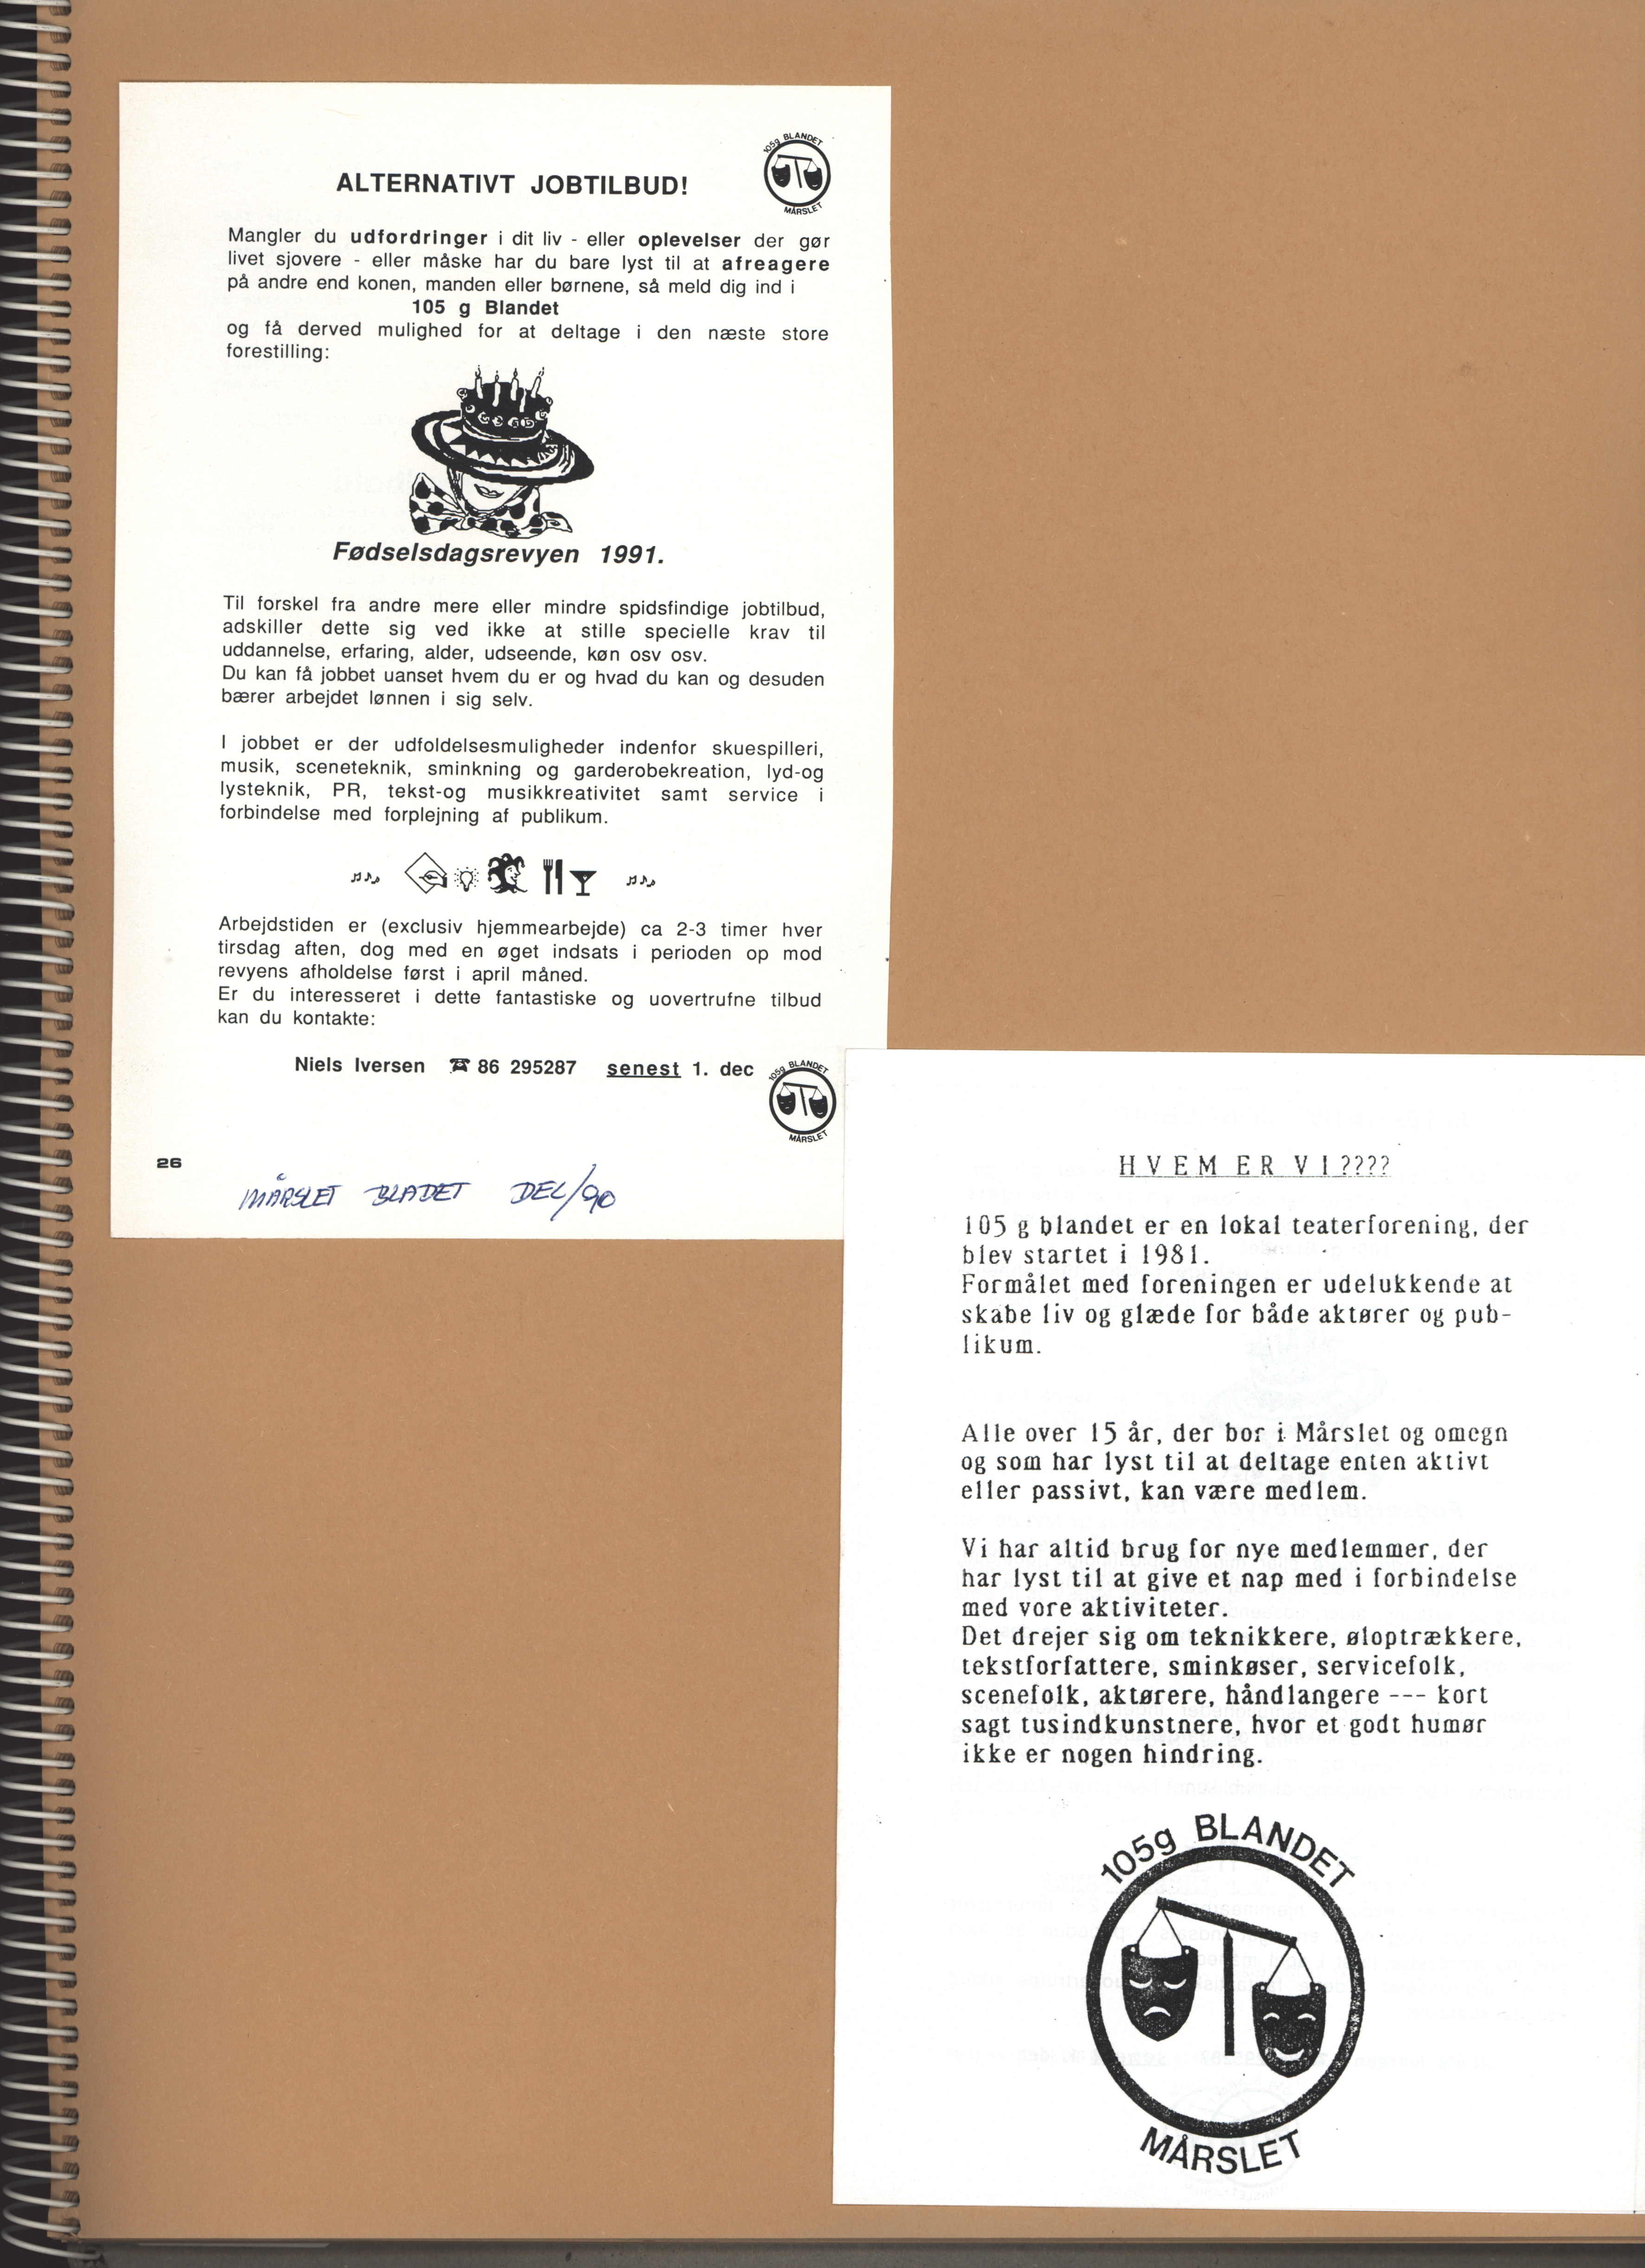 105g BLANDET
MÅRSLET
ALTERNATIVT JOBTILBUD!
Mangler du udfordringer i dit liv - eller oplevelser der gør
livet sjovere - eller måske har du bare lyst til at afreagere
på andre end konen, manden eller børnene, så meld dig ind i
105 g Blandet
og få derved mulighed for at deltage i den næste store
forestilling:
Fødselsdagsrevyen 1991.
Til forskel fra andre mere eller mindre spidsfindige jobtilbud,
adskiller dette sig ved ikke at stille specielle krav til
uddannelse, erfaring, alder, udseende, køn osv osv.
Du kan få jobbet uanset hvem du er og hvad du kan og desuden
bærer arbejdet lønnen i sig selv.
I jobbet er der udfoldelsesmuligheder indenfor skuespilleri,
musik, sceneteknik, sminkning og garderobekreation, lyd-og
lysteknik, PR, tekst-og musikkreativitet samt service i
forbindelse med forplejning af publikum.
Arbejdstiden er (exclusiv hjemmearbejde) ca 2-3 timer hver
tirsdag aften, dog med en øget indsats i perioden op mod
revyens afholdelse først i april måned.
Er du interesseret i dette fantastiske og uovertrufne tilbud
kan du kontakte:
Niels Iversen ☎ 86 295287 senest 1. dec
105g BLANDET
MÅRSLET
26
MÅRSLET BLADET DEC/90
HVEM ER VI????
105 g blandet er en lokal teaterforening, der
blev startet i 1981.
Formålet med foreningen er udelukkende at
skabe liv og glæde for både aktører og pub-
likum.
Alle over 15 år, der bor i Mårslet og omegn
og som har lyst til at deltage enten aktivt
eller passivt, kan være medlem.
Vi har altid brug for nye medlemmer, der
har lyst til at give et nap med i forbindelse
med vore aktiviteter.
Det drejer sig om teknikkere, øloptrækkere,
tekstforfattere, sminkøser, servicefolk,
scenefolk, aktørere, håndlangere --- kort
sagt tusindkunstnere, hvor et godt humør
ikke er nogen hindring.
105g BLANDET
MÅRSLET